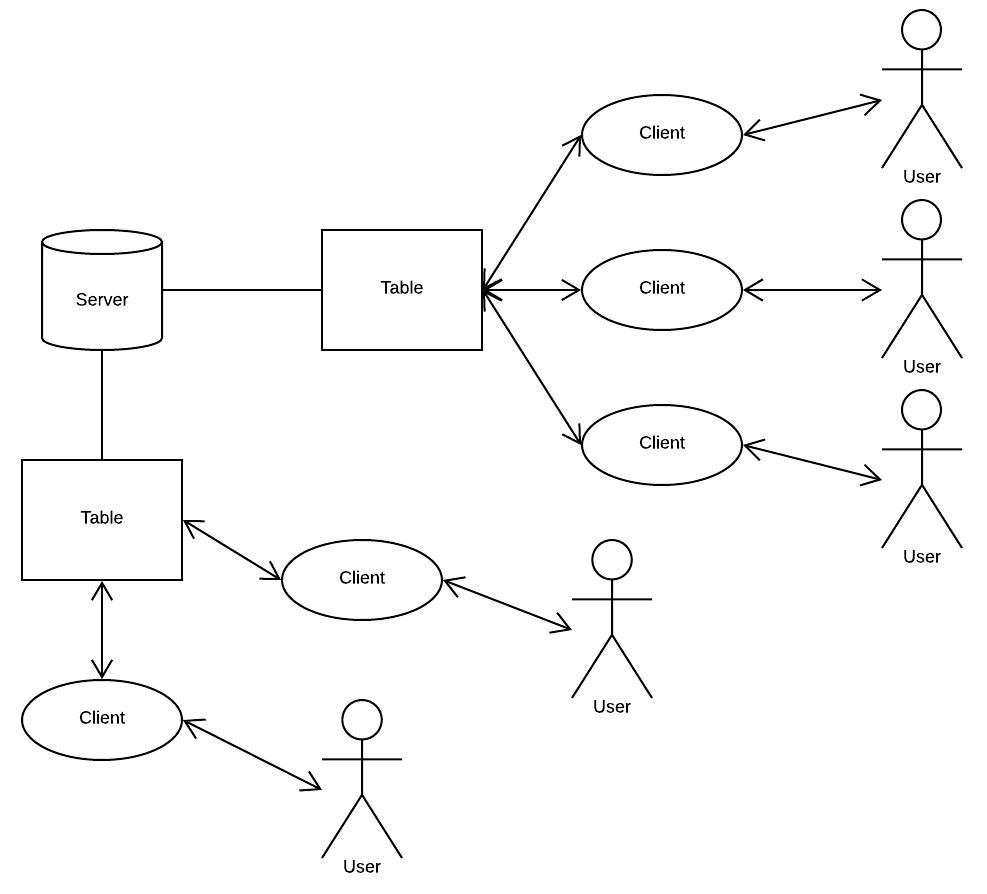 Client
User
Server
Table
Client
User
Client
User
Table
Client
User
Client
User